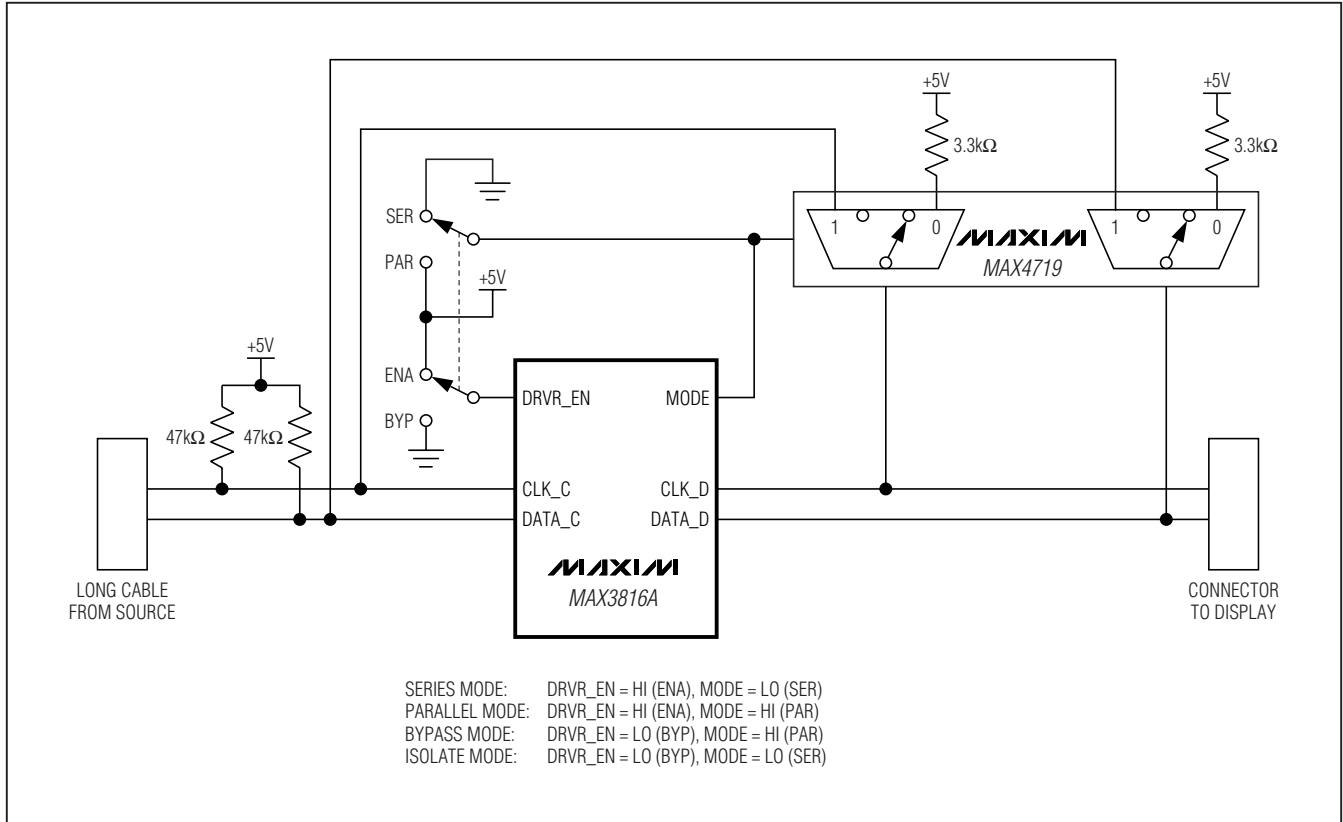 +5V
+5V
3.3kΩ
3.3kΩ
SER
1
0
1
0
MAXIM
MAX4719
PAR
+5V
+5V
ENA
DRVR_EN
MODE
BYP
47kΩ
47kΩ
CLK_C
CLK_D
DATA_C
DATA_D
MAXIM
MAX3816A
LONG CABLE
FROM SOURCE
CONNECTOR
TO DISPLAY
SERIES MODE: DRVR_EN = HI (ENA), MODE = LO (SER)
PARALLEL MODE: DRVR_EN = HI (ENA), MODE = HI (PAR)
BYPASS MODE: DRVR_EN = LO (BYP), MODE = HI (PAR)
ISOLATE MODE: DRVR_EN = LO (BYP), MODE = LO (SER)